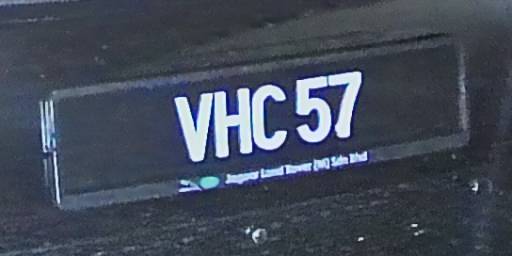 VHC 57
Jaguar Land Rover (M) Sdn Bhd